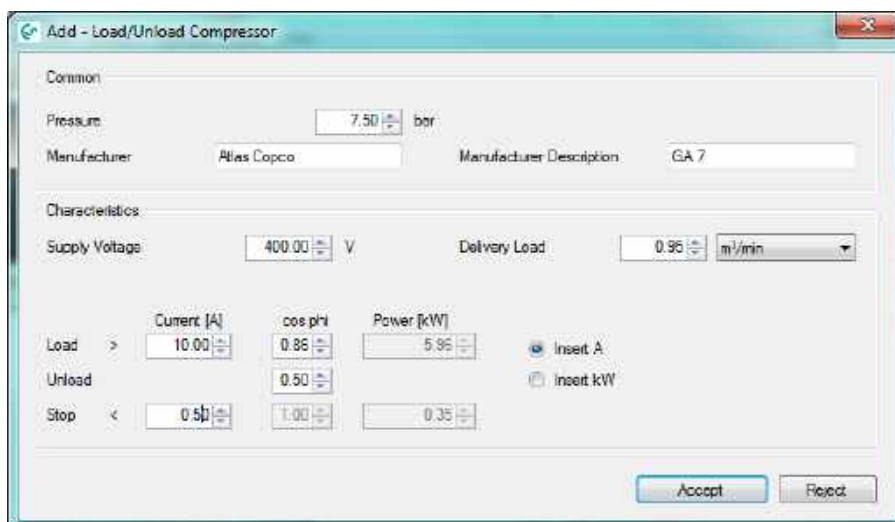 Add - Load/Unload Compressor
Common
Pressure 7.50 bar
Manufacturer Atlas Copco Manufacturer Description GA 7
Characteristics
Supply Voltage 400.00 V Delivery Load 0.95 m³/min
Current [A] cos phi Power [kW]
Load > 10.00 0.86 5.96 Insert A
Unload 0.50 Insert kW
Stop < 0.50 1.00 0.35
Accept Reject